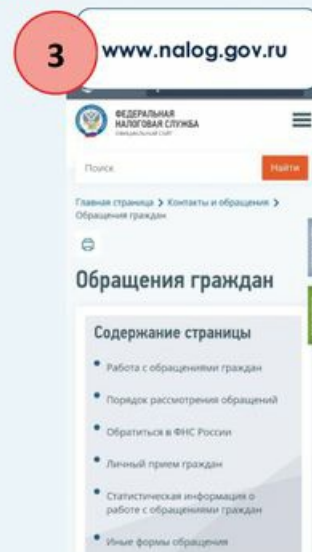 3
www.nalog.gov.ru
ФЕДЕРАЛЬНАЯ
НАЛОГОВАЯ СЛУЖБА
ОФИЦИАЛЬНЫЙ САЙТ
Поиск
Найти
Главная страница > Контакты и обращения >
Обращения граждан
Обращения граждан
Содержание страницы
• Работа с обращениями граждан
• Порядок рассмотрения обращений
• Обратиться в ФНС России
• Личный прием граждан
• Статистическая информация о
работе с обращениями граждан
• Иные формы обращения